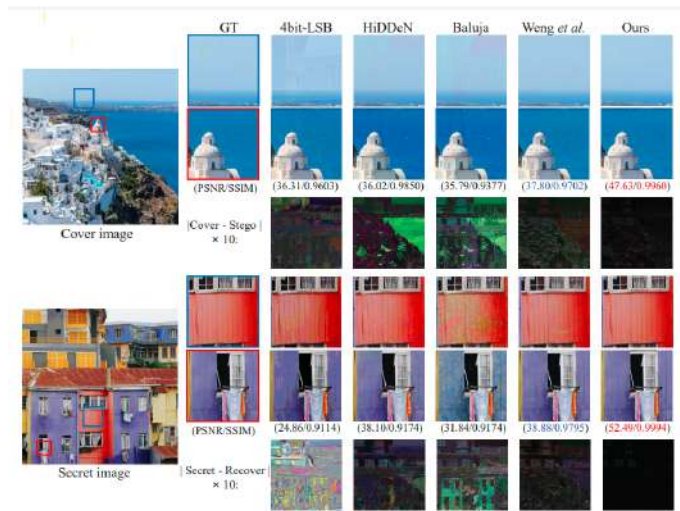 GT 4bit-LSB HiDDeN Baluja Weng et al. Ours
(PSNR/SSIM) (36.31/0.9603) (36.02/0.9850) (35.79/0.9377) (37.80/0.9702) (47.63/0.9960)
Cover image
|Cover - Stego|
× 10:
(PSNR/SSIM) (24.86/0.9114) (38.10/0.9174) (31.84/0.9174) (38.88/0.9795) (52.49/0.9994)
Secret image
|Secret - Recover|
× 10: